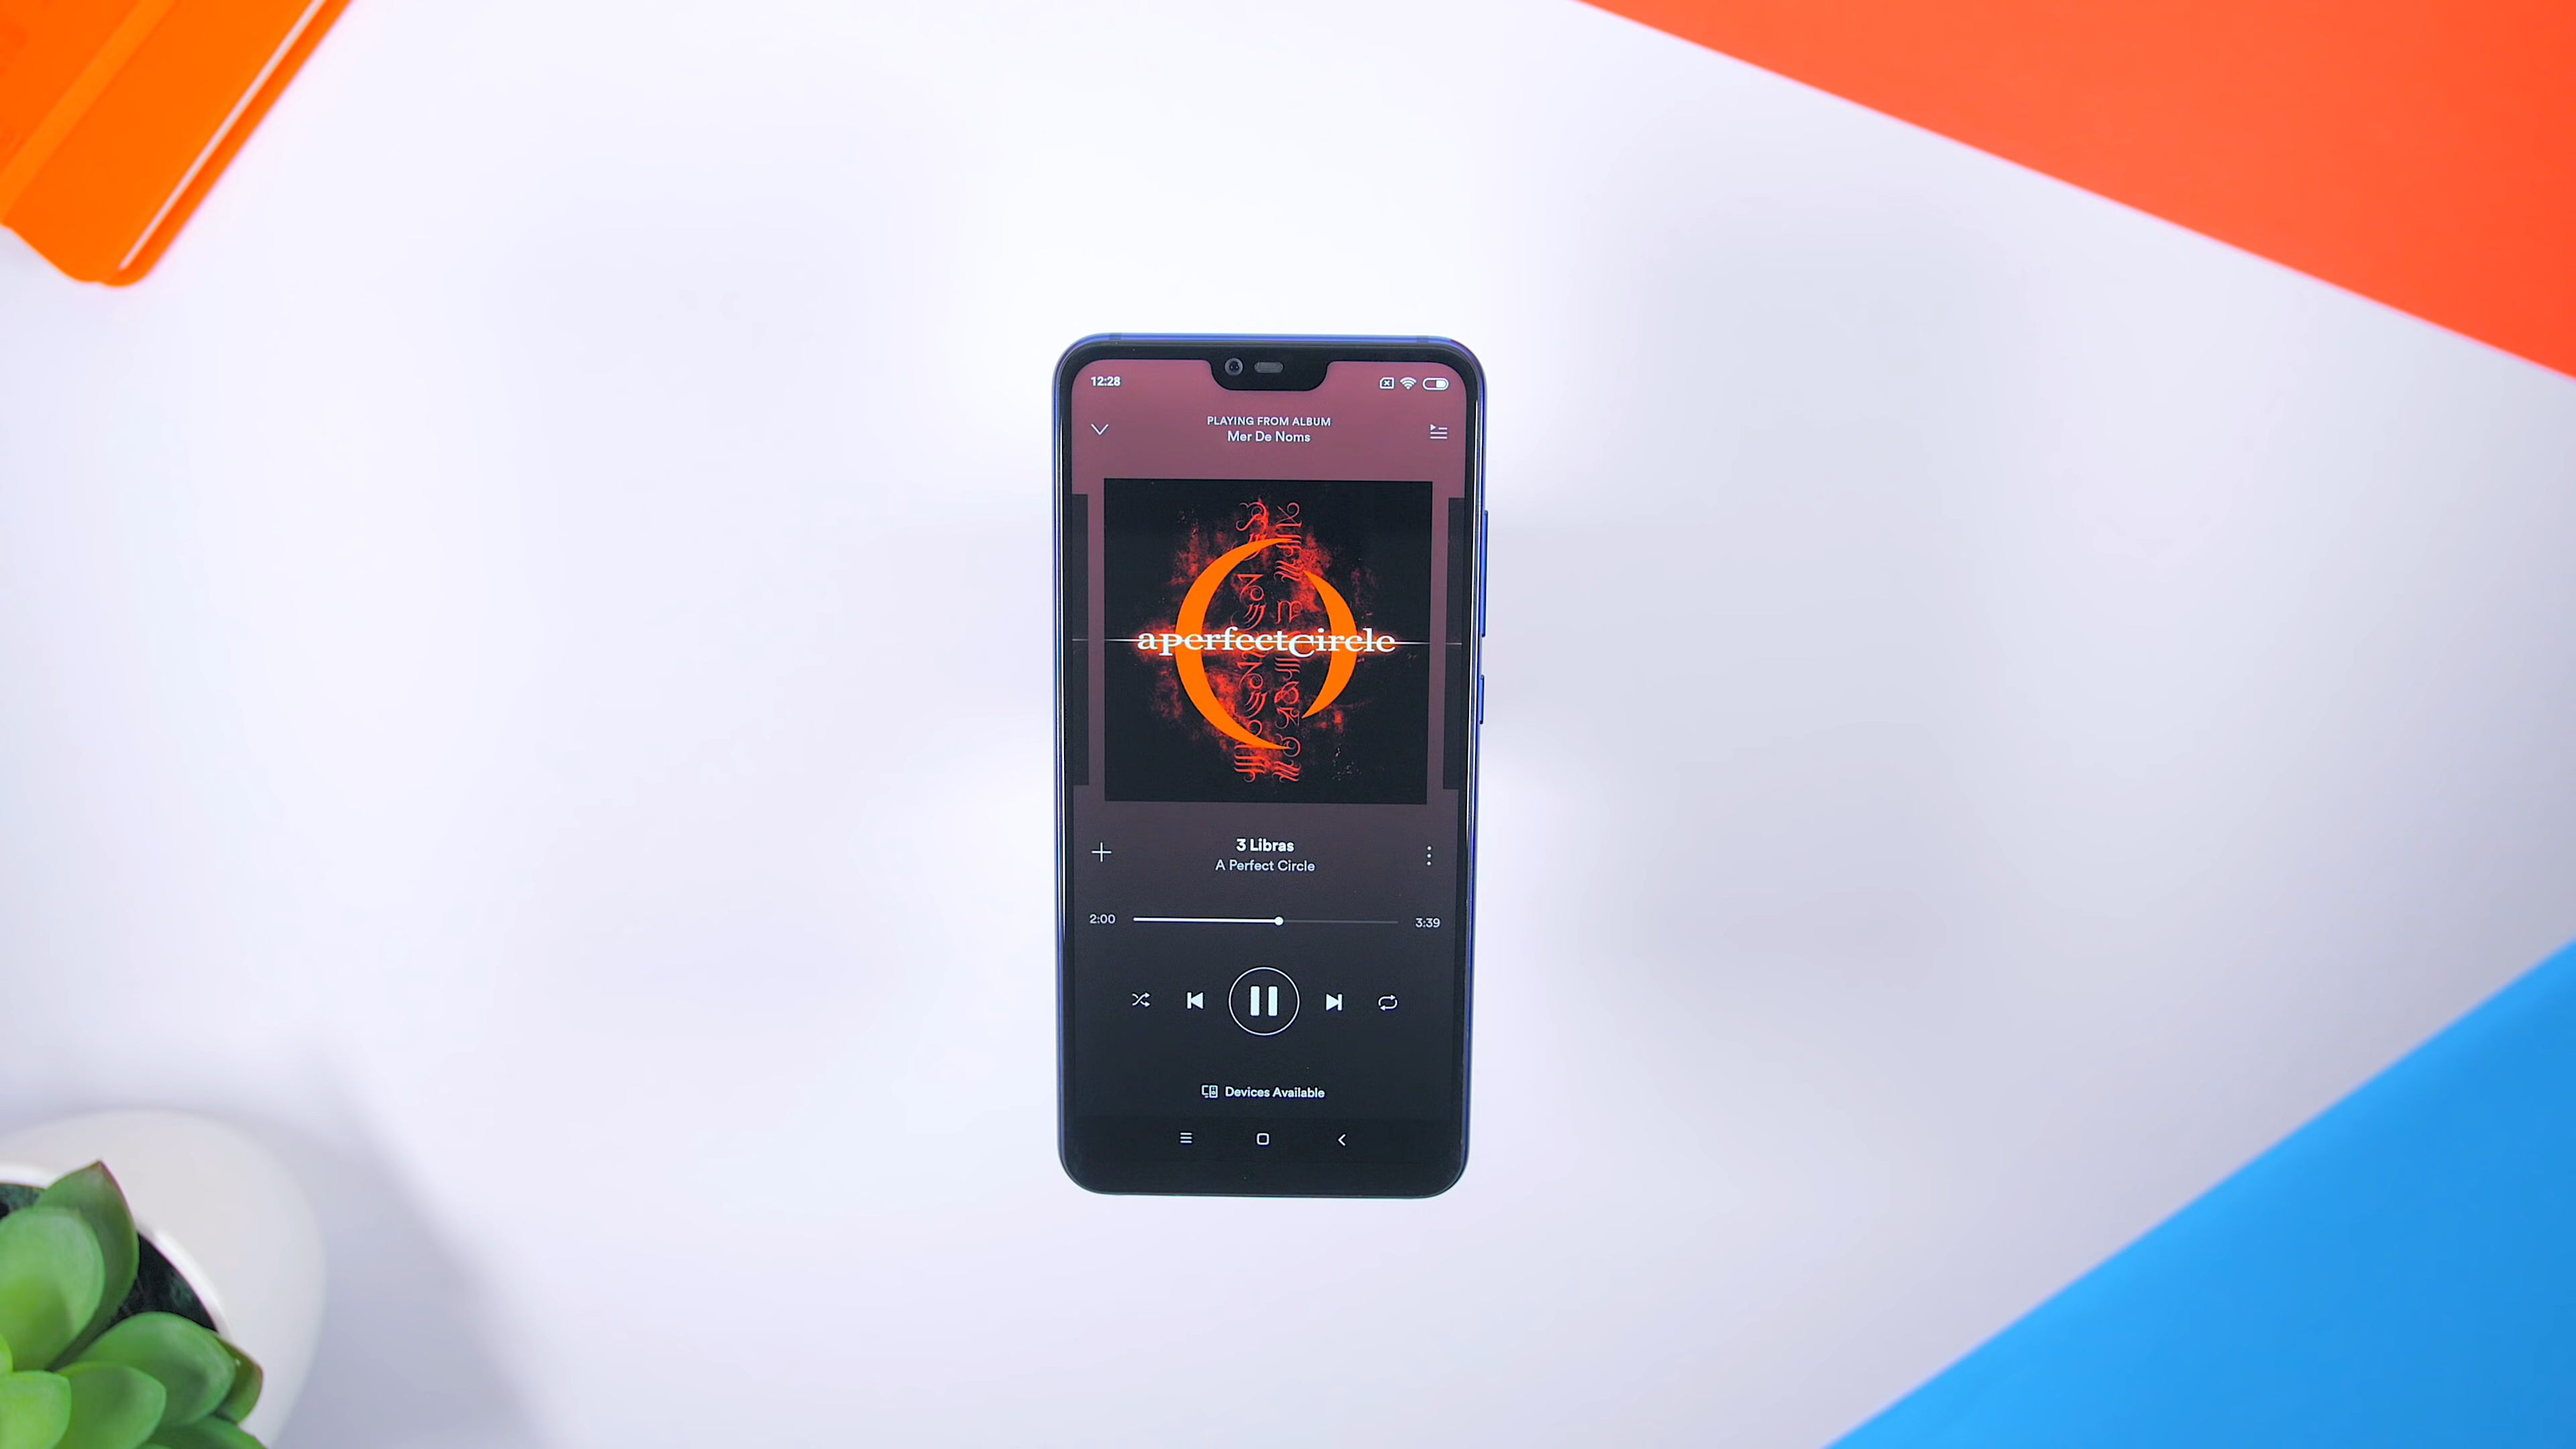 12:28
PLAYING FROM ALBUM
Mer De Noms
aperfectcircle
3 Libras
A Perfect Circle
2:00
3:39
Devices Available